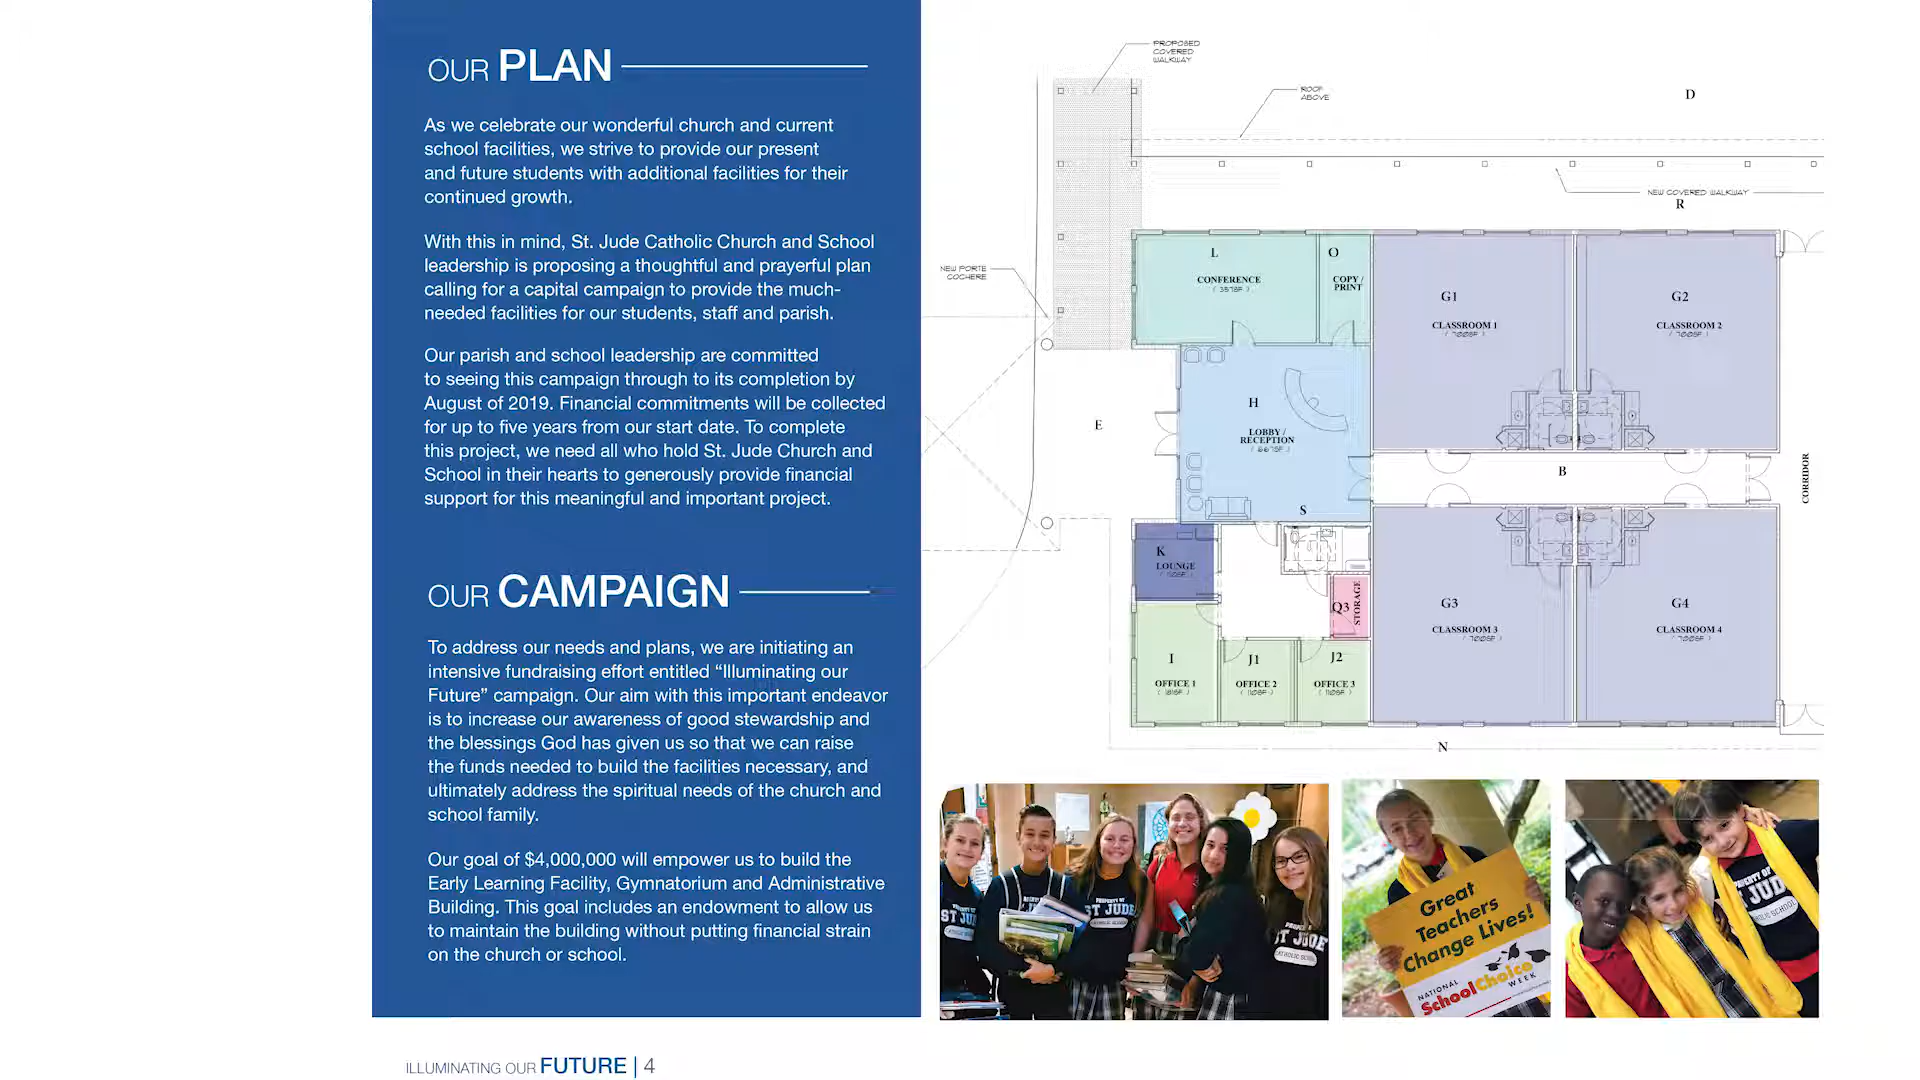 OUR PLAN
As we celebrate our wonderful church and current
school facilities, we strive to provide our present
and future students with additional facilities for their
continued growth.
With this in mind, St. Jude Catholic Church and School
leadership is proposing a thoughtful and prayerful plan
calling for a capital campaign to provide the much-
needed facilities for our students, staff and parish.
Our parish and school leadership are committed
to seeing this campaign through to its completion by
August of 2019. Financial commitments will be collected
for up to five years from our start date. To complete
this project, we need all who hold St. Jude Church and
School in their hearts to generously provide financial
support for this meaningful and important project.
OUR CAMPAIGN
To address our needs and plans, we are initiating an
intensive fundraising effort entitled “Illuminating our
Future” campaign. Our aim with this important endeavor
is to increase our awareness of good stewardship and
the blessings God has given us so that we can raise
the funds needed to build the facilities necessary, and
ultimately address the spiritual needs of the church and
school family.
Our goal of $4,000,000 will empower us to build the
Early Learning Facility, Gymnatorium and Administrative
Building. This goal includes an endowment to allow us
to maintain the building without putting financial strain
on the church or school.
ILLUMINATING OUR FUTURE | 4
PROPOSED
COVERED
WALKWAY
ROOF
ABOVE
D
NEW COVERED WALKWAY
R
NEW PORTE
COCHERE
L
CONFERENCE
O
COPY /
PRINT
G1
CLASSROOM 1
G2
CLASSROOM 2
E
H
LOBBY /
RECEPTION
B
CORRIDOR
S
K
LOUNGE
Q3
STORAGE
G3
CLASSROOM 3
G4
CLASSROOM 4
I
OFFICE 1
J1
OFFICE 2
J2
OFFICE 3
N
ST JUDE
ST JUDE
Great
Teachers
Change Lives!
NATIONAL
SchoolChoice
WEEK
PROPERTY OF
ST JUDE